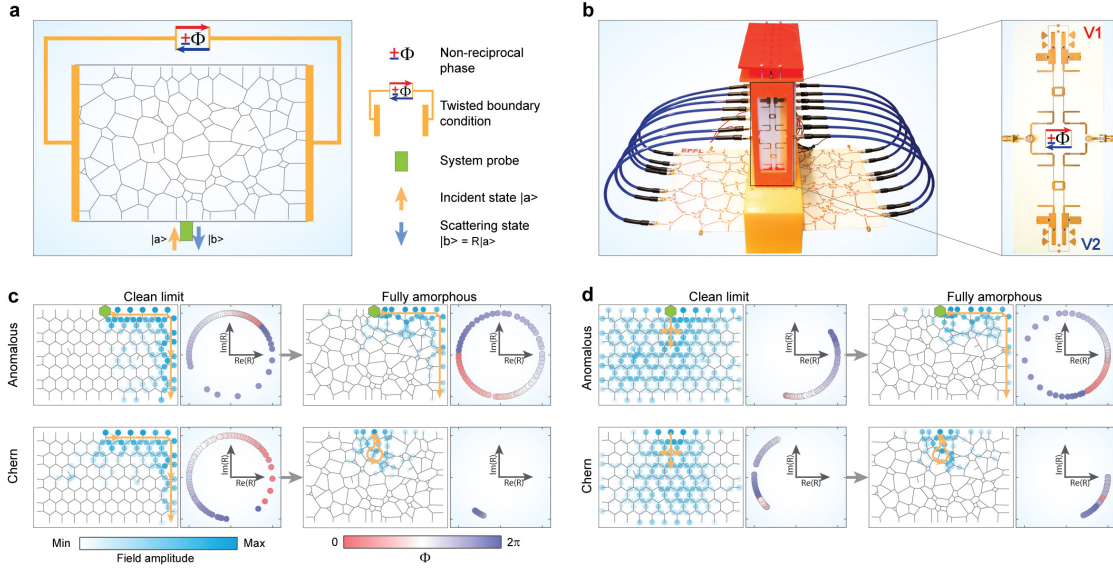 a
±Φ
|a>
|b>
±Φ
Non-reciprocal
phase
±Φ
Twisted boundary
condition
System probe
Incident state |a>
Scattering state
|b> = R|a>
b
EPFL
V1
±Φ
V2
c
Clean limit
Fully amorphous
Anomalous
Im(R)
Re(R)
Im(R)
Re(R)
Chern
Im(R)
Re(R)
Im(R)
Re(R)
Min
Max
Field amplitude
0
2π
Φ
d
Clean limit
Fully amorphous
Anomalous
Im(R)
Re(R)
Im(R)
Re(R)
Chern
Im(R)
Re(R)
Im(R)
Re(R)